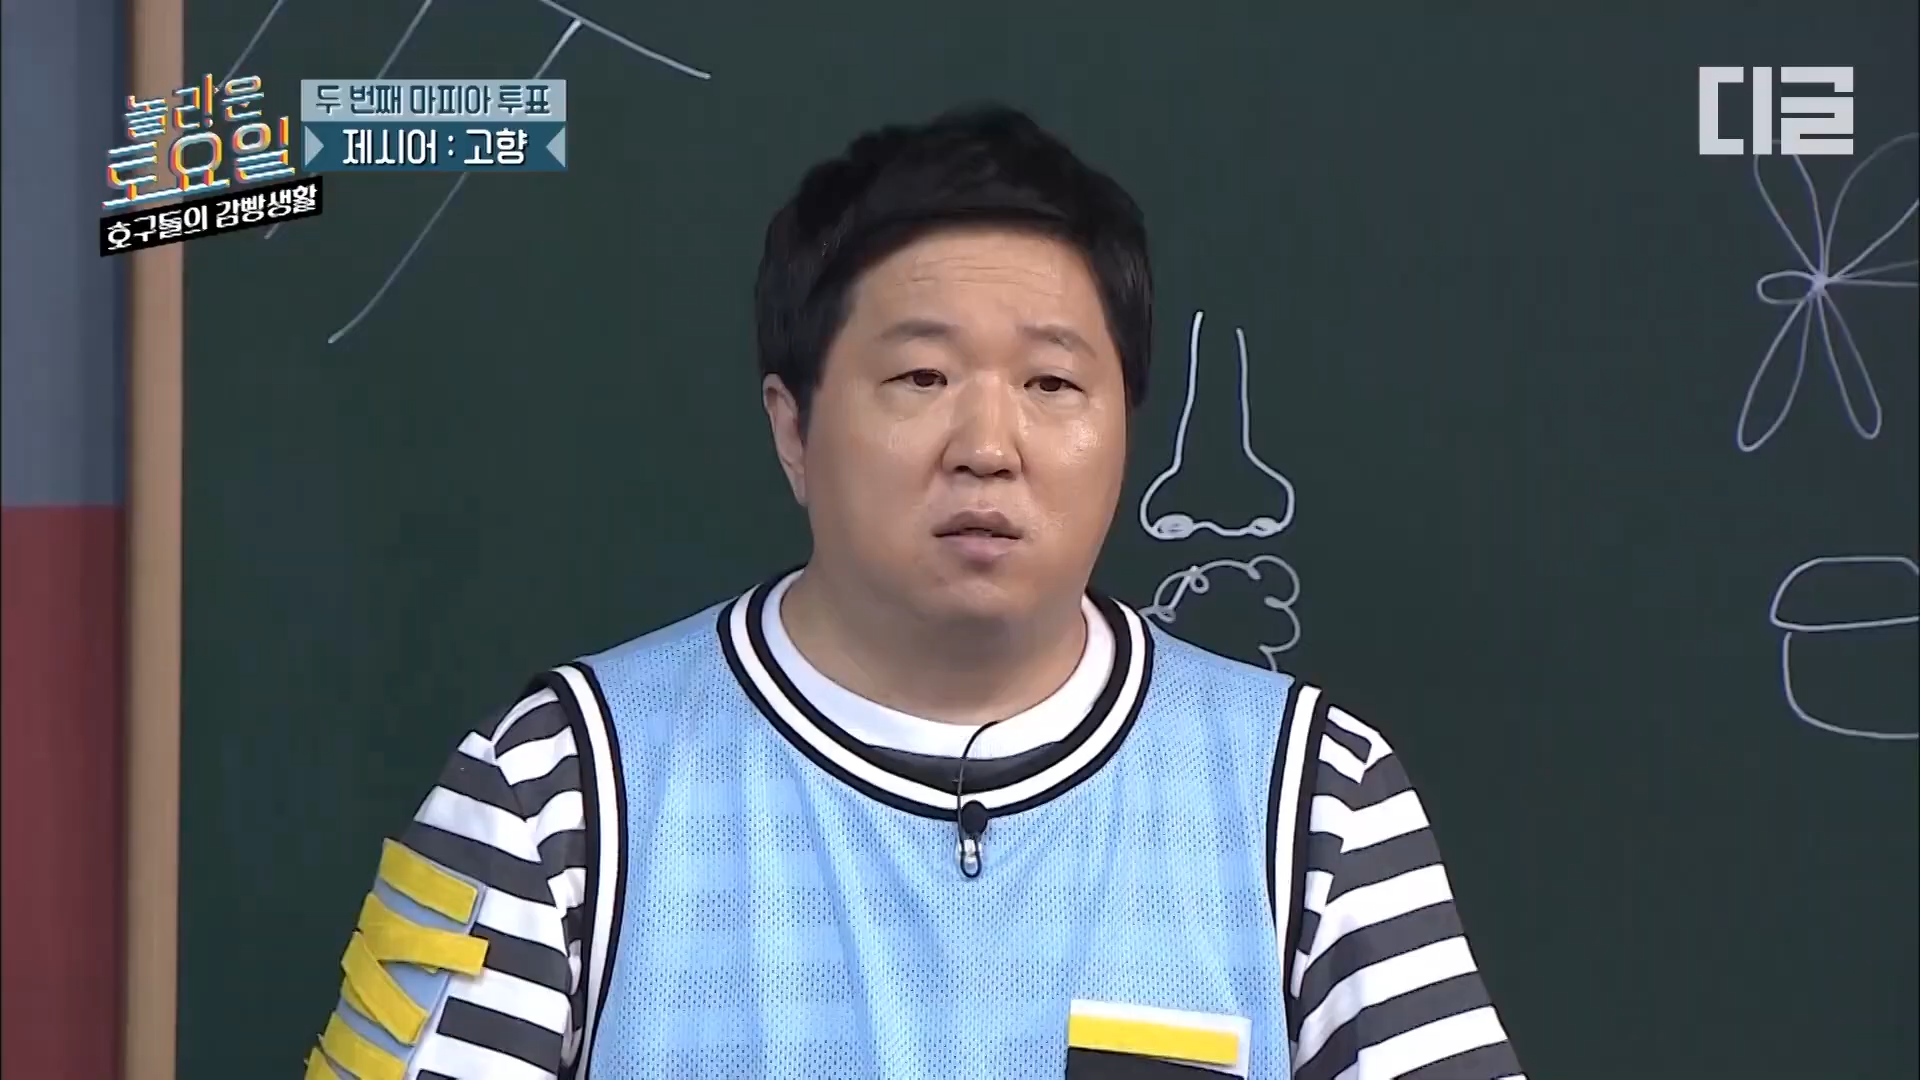 놀라운
토요일
호구들의 감빵생활
두 번째 마피아 투표
제시어 : 고향
디글